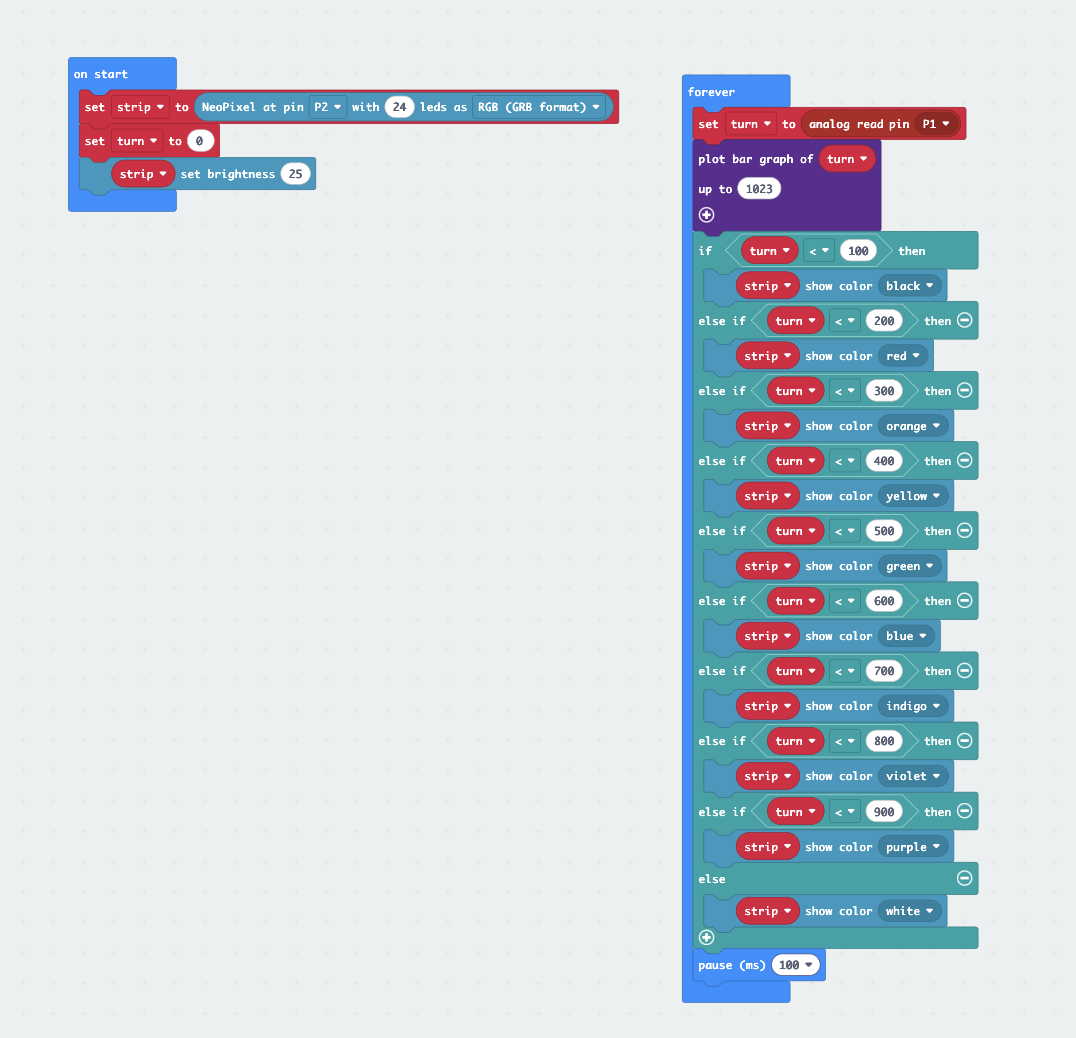 on start
set strip to NeoPixel at pin P2 with 24 leds as RGB (GRB format)
set turn to 0
strip set brightness 25
forever
set turn to analog read pin P1
plot bar graph of turn
up to 1023
if turn < 100 then
strip show color black
else if turn < 200 then
strip show color red
else if turn < 300 then
strip show color orange
else if turn < 400 then
strip show color yellow
else if turn < 500 then
strip show color green
else if turn < 600 then
strip show color blue
else if turn < 700 then
strip show color indigo
else if turn < 800 then
strip show color violet
else if turn < 900 then
strip show color purple
else
strip show color white
pause (ms) 100